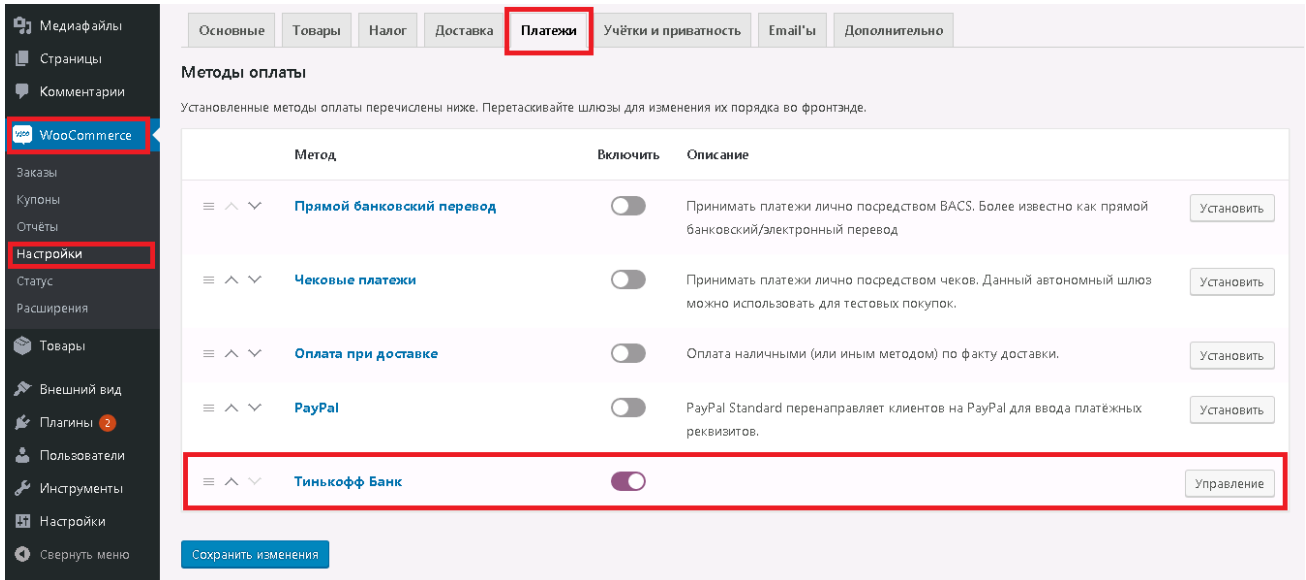 Медиафайлы
Страницы
Комментарии
WooCommerce
Заказы
Купоны
Отчёты
Настройки
Статус
Расширения
Товары
Внешний вид
Плагины 2
Пользователи
Инструменты
Настройки
Свернуть меню
Основные Товары Налог Доставка Платежи Учётки и приватность Email'ы Дополнительно
Методы оплаты
Установленные методы оплаты перечислены ниже. Перетаскивайте шлюзы для изменения их порядка во фронтэнде.
Метод Включить Описание
Прямой банковский перевод Принимать платежи лично посредством BACS. Более известно как прямой Установить
банковский/электронный перевод
Чековые платежи Принимать платежи лично посредством чеков. Данный автономный шлюз Установить
можно использовать для тестовых покупок.
Оплата при доставке Оплата наличными (или иным методом) по факту доставки. Установить
PayPal PayPal Standard перенаправляет клиентов на PayPal для ввода платёжных Установить
реквизитов.
Тинькофф Банк Управление
Сохранить изменения